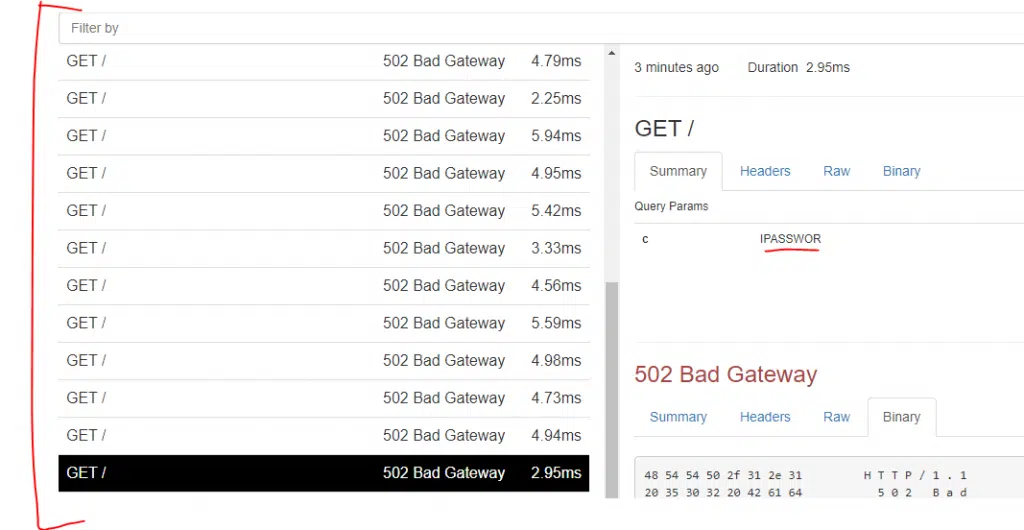 Filter by
GET / 502 Bad Gateway 4.79ms
GET / 502 Bad Gateway 2.25ms
GET / 502 Bad Gateway 5.94ms
GET / 502 Bad Gateway 4.95ms
GET / 502 Bad Gateway 5.42ms
GET / 502 Bad Gateway 3.33ms
GET / 502 Bad Gateway 4.56ms
GET / 502 Bad Gateway 5.59ms
GET / 502 Bad Gateway 4.98ms
GET / 502 Bad Gateway 4.73ms
GET / 502 Bad Gateway 4.94ms
GET / 502 Bad Gateway 2.95ms
3 minutes ago Duration 2.95ms
GET /
Summary Headers Raw Binary
Query Params
c IPASSWOR
502 Bad Gateway
Summary Headers Raw Binary
48 54 54 50 2f 31 2e 31 H T T P / 1 . 1
20 35 30 32 20 42 61 64 5 0 2 B a d